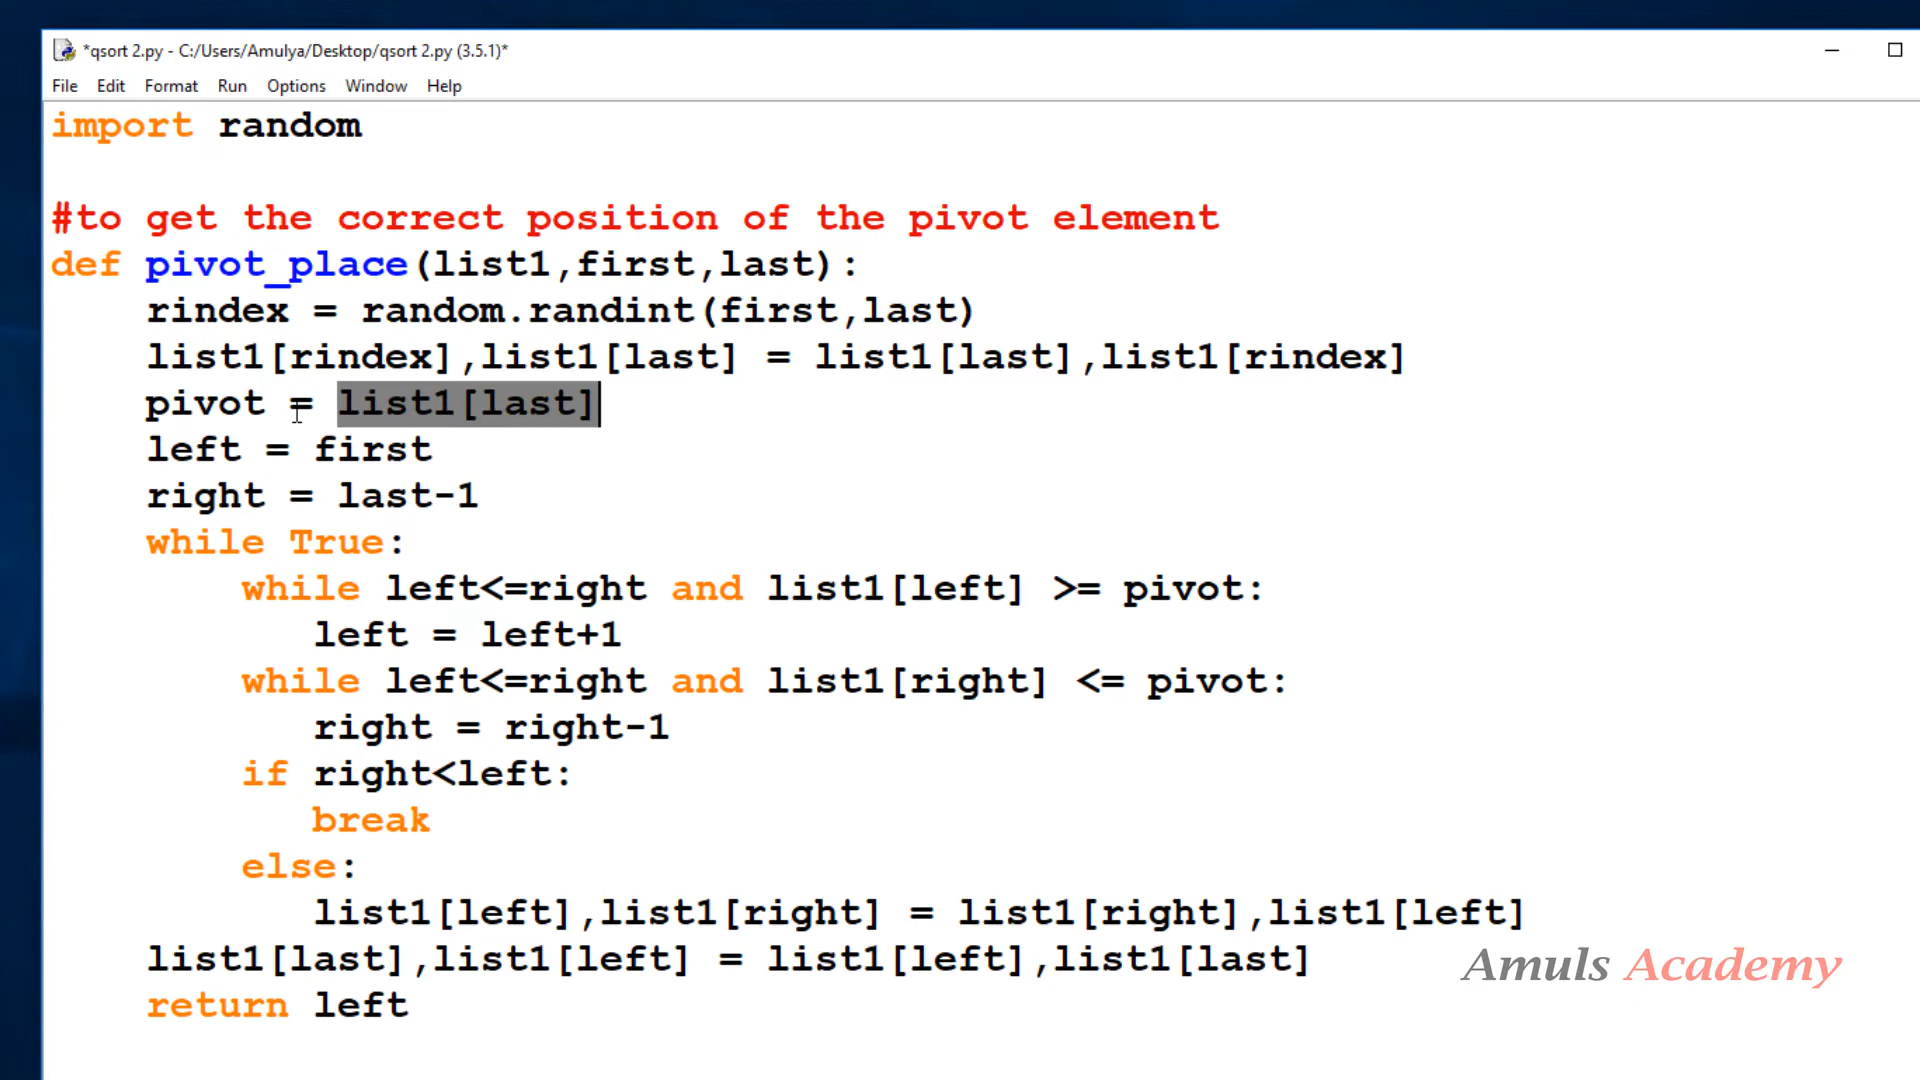 *qsort 2.py - C:/Users/Amulya/Desktop/qsort 2.py (3.5.1)*
File Edit Format Run Options Window Help
import random
#to get the correct position of the pivot element
def pivot_place(list1,first,last):
    rindex = random.randint(first,last)
    list1[rindex],list1[last] = list1[last],list1[rindex]
    pivot = list1[last]
    left = first
    right = last-1
    while True:
        while left<=right and list1[left] >= pivot:
           left = left+1
        while left<=right and list1[right] <= pivot:
           right = right-1
        if right<left:
           break
        else:
           list1[left],list1[right] = list1[right],list1[left]
    list1[last],list1[left] = list1[left],list1[last]
    return left
Amuls Academy